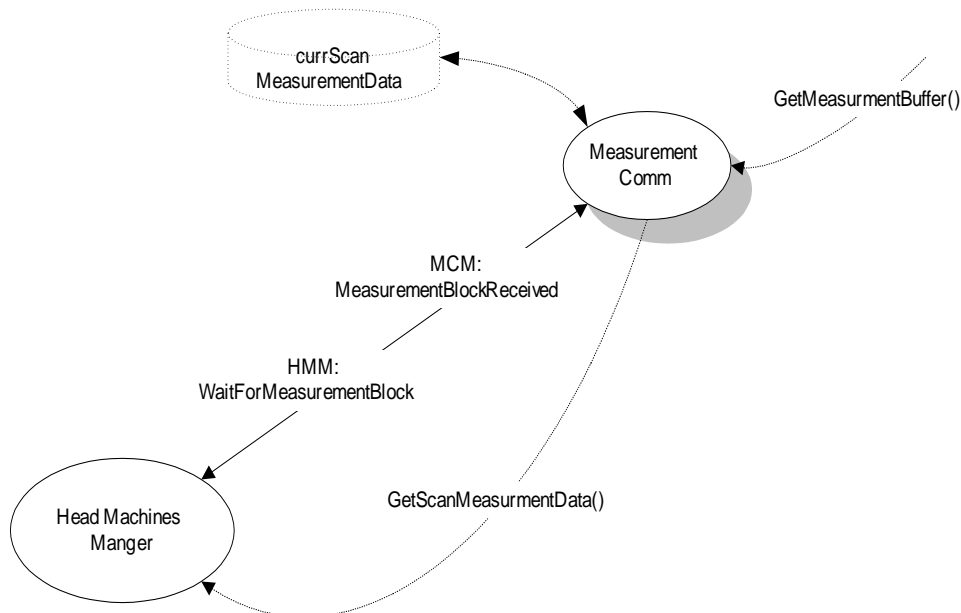 currScan
MeasurementData
GetMeasurmentBuffer()
Measurement
Comm
MCM:
MeasurementBlockReceived
HMM:
WaitForMeasurementBlock
GetScanMeasurmentData()
Head Machines
Manger